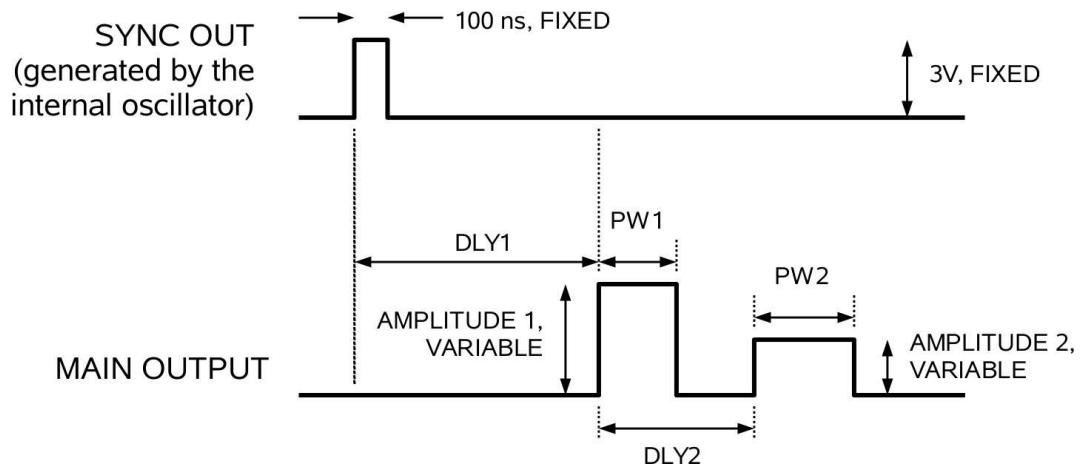 100 ns, FIXED
SYNC OUT
(generated by the
internal oscillator)
3V, FIXED
PW1
DLY1
PW2
AMPLITUDE 1,
VARIABLE
AMPLITUDE 2,
VARIABLE
MAIN OUTPUT
DLY2